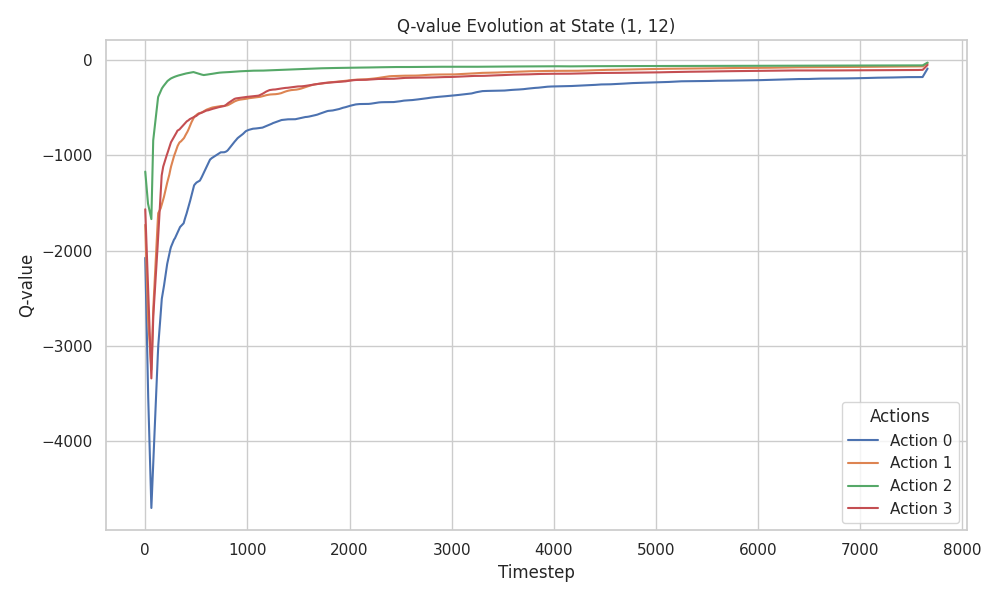 Q-value Evolution at State (1, 12)
0
−1000
−2000
−3000
−4000
Q-value
0
1000
2000
3000
4000
5000
6000
7000
8000
Timestep
Actions
Action 0
Action 1
Action 2
Action 3